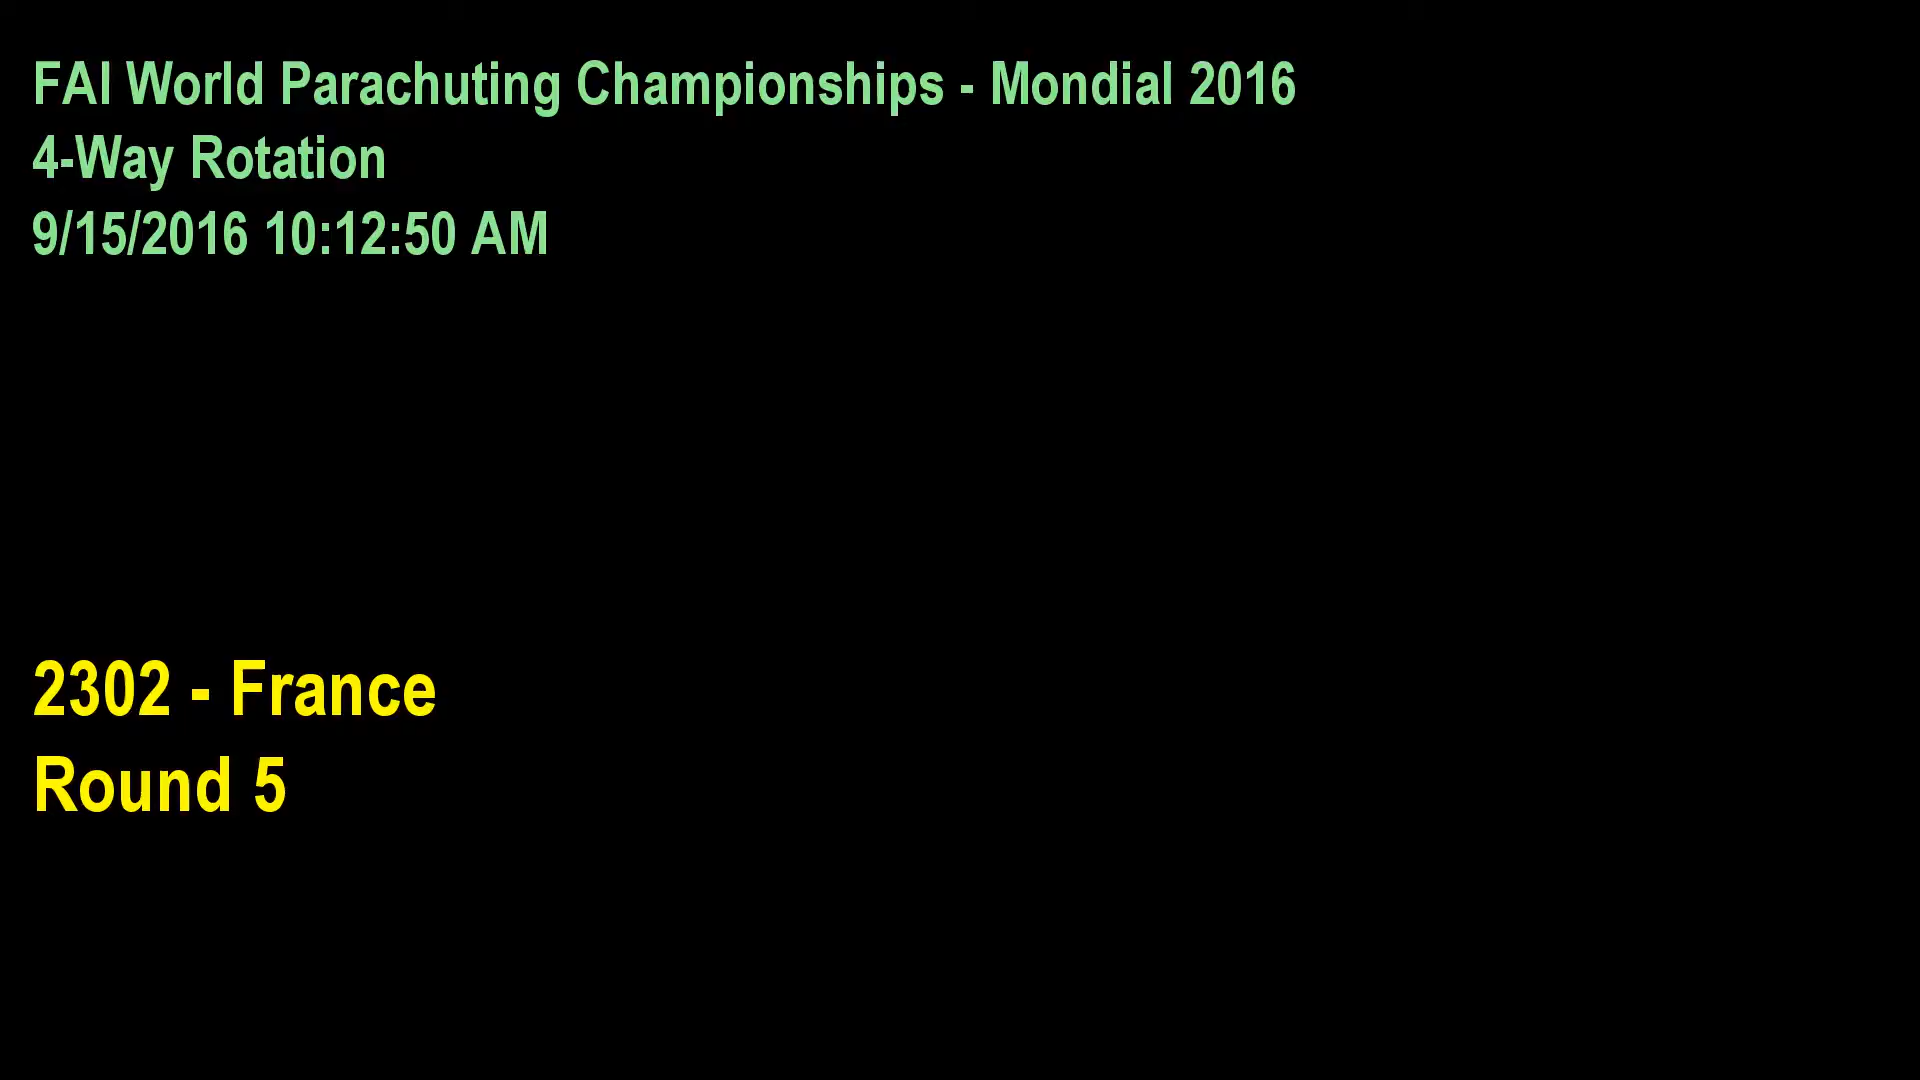 FAI World Parachuting Championships - Mondial 2016
4-Way Rotation
9/15/2016 10:12:50 AM
2302 - France
Round 5